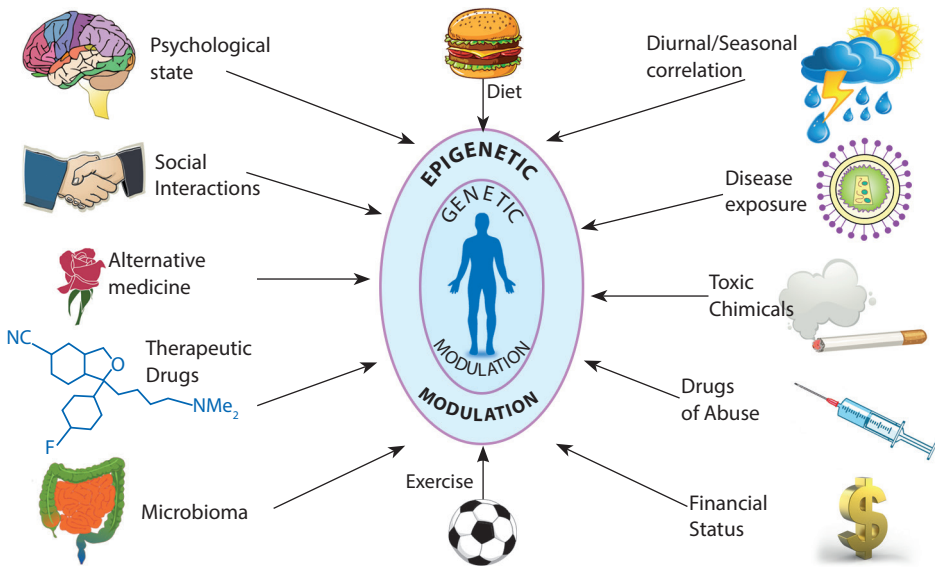 Psychological
state
Diet
Diurnal/Seasonal
correlation
Social
Interactions
Disease
exposure
Alternative
medicine
Toxic
Chimicals
Therapeutic
Drugs
NC
O
NMe2
F
Drugs
of Abuse
Microbioma
Exercise
Financial
Status
$
EPIGENETIC
GENETIC
MODULATION
MODULATION